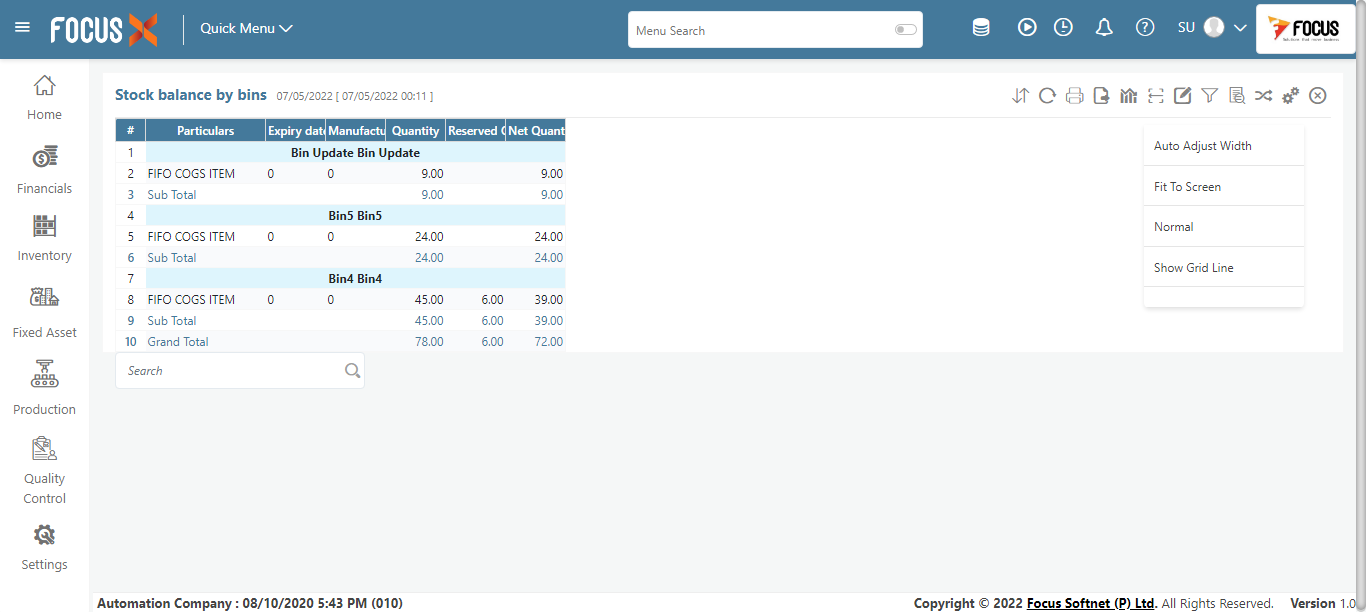 FOCUS X
Quick Menu
Menu Search
SU
FOCUS
Home
Financials
Inventory
Fixed Asset
Production
Quality
Control
Settings
Stock balance by bins 07/05/2022 [ 07/05/2022 00:11 ]
# Particulars Expiry date Manufactu Quantity Reserved Q Net Quant
1 Bin Update Bin Update
2 FIFO COGS ITEM 0 0 9.00 9.00
3 Sub Total 9.00 9.00
4 Bin5 Bin5
5 FIFO COGS ITEM 0 0 24.00 24.00
6 Sub Total 24.00 24.00
7 Bin4 Bin4
8 FIFO COGS ITEM 0 0 45.00 6.00 39.00
9 Sub Total 45.00 6.00 39.00
10 Grand Total 78.00 6.00 72.00
Search
Auto Adjust Width
Fit To Screen
Normal
Show Grid Line
Automation Company : 08/10/2020 5:43 PM (010)
Copyright © 2022 Focus Softnet (P) Ltd. All Rights Reserved. Version 1.0